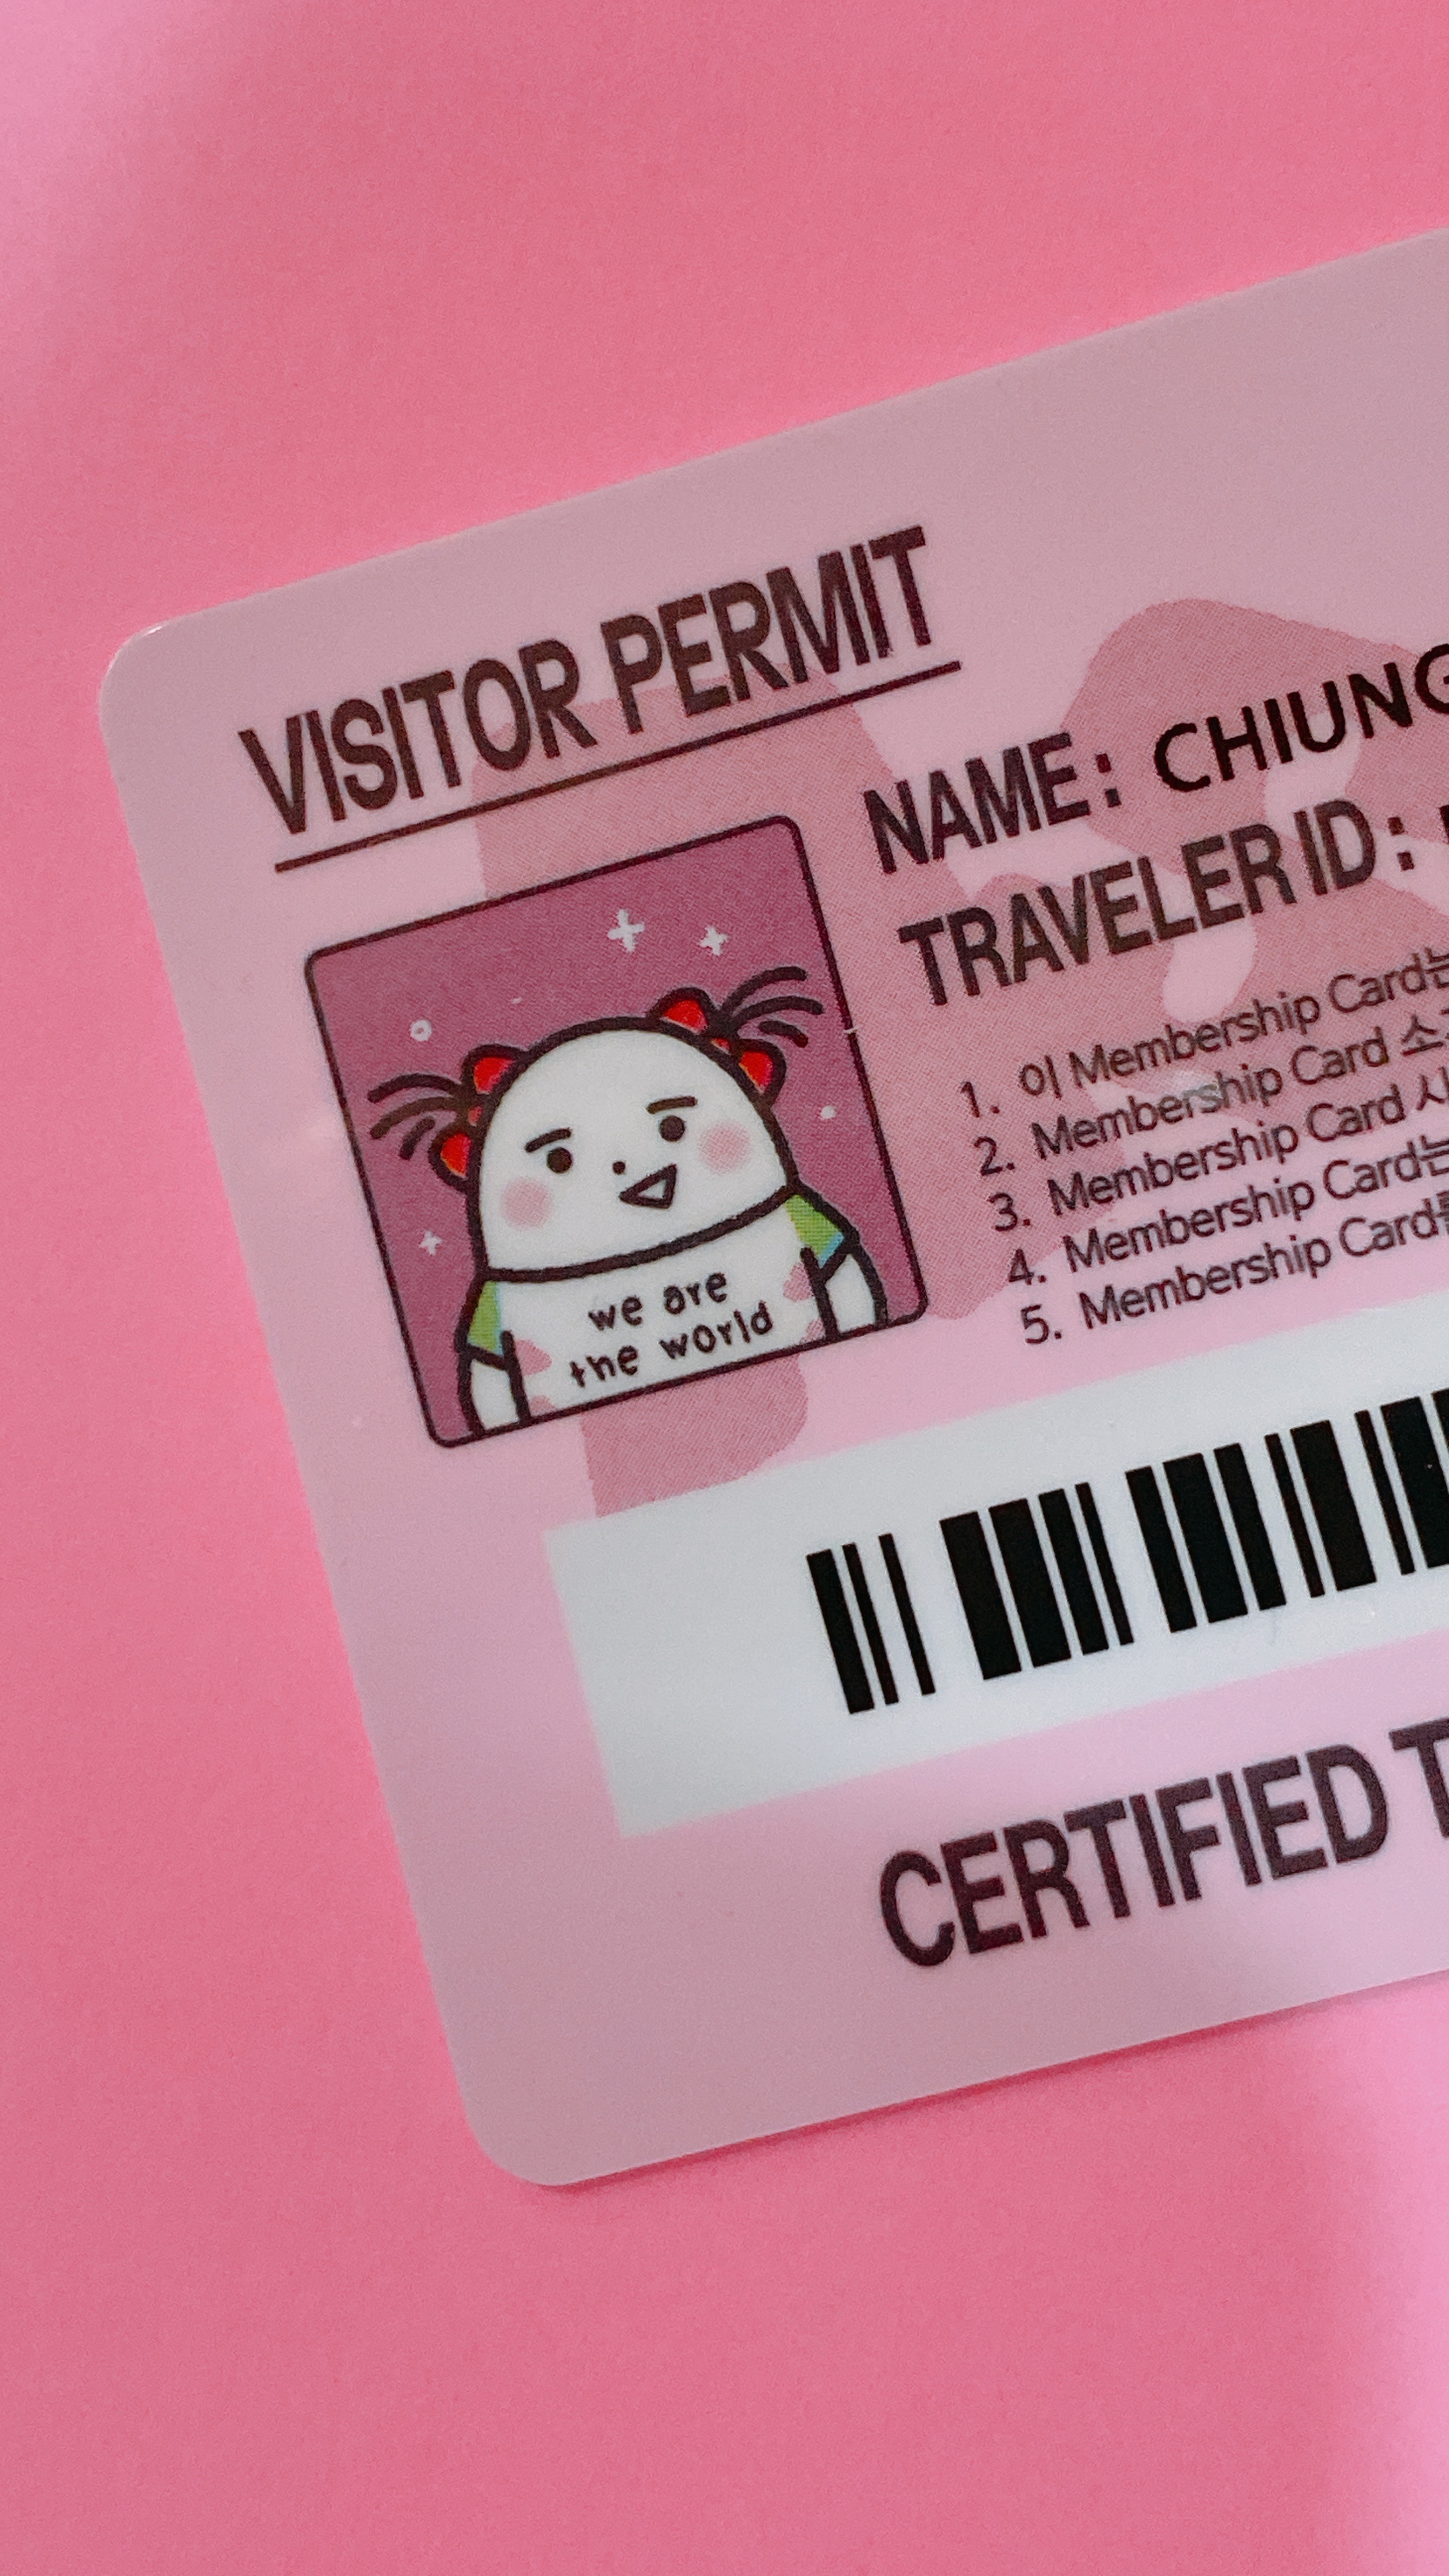 VISITOR PERMIT
NAME : CHIUNG
TRAVELER ID :
1. 이 Membership Card는
2. Membership Card
3. Membership Card
4. Membership Card는
5. Membership Card
we are
the world
CERTIFIED